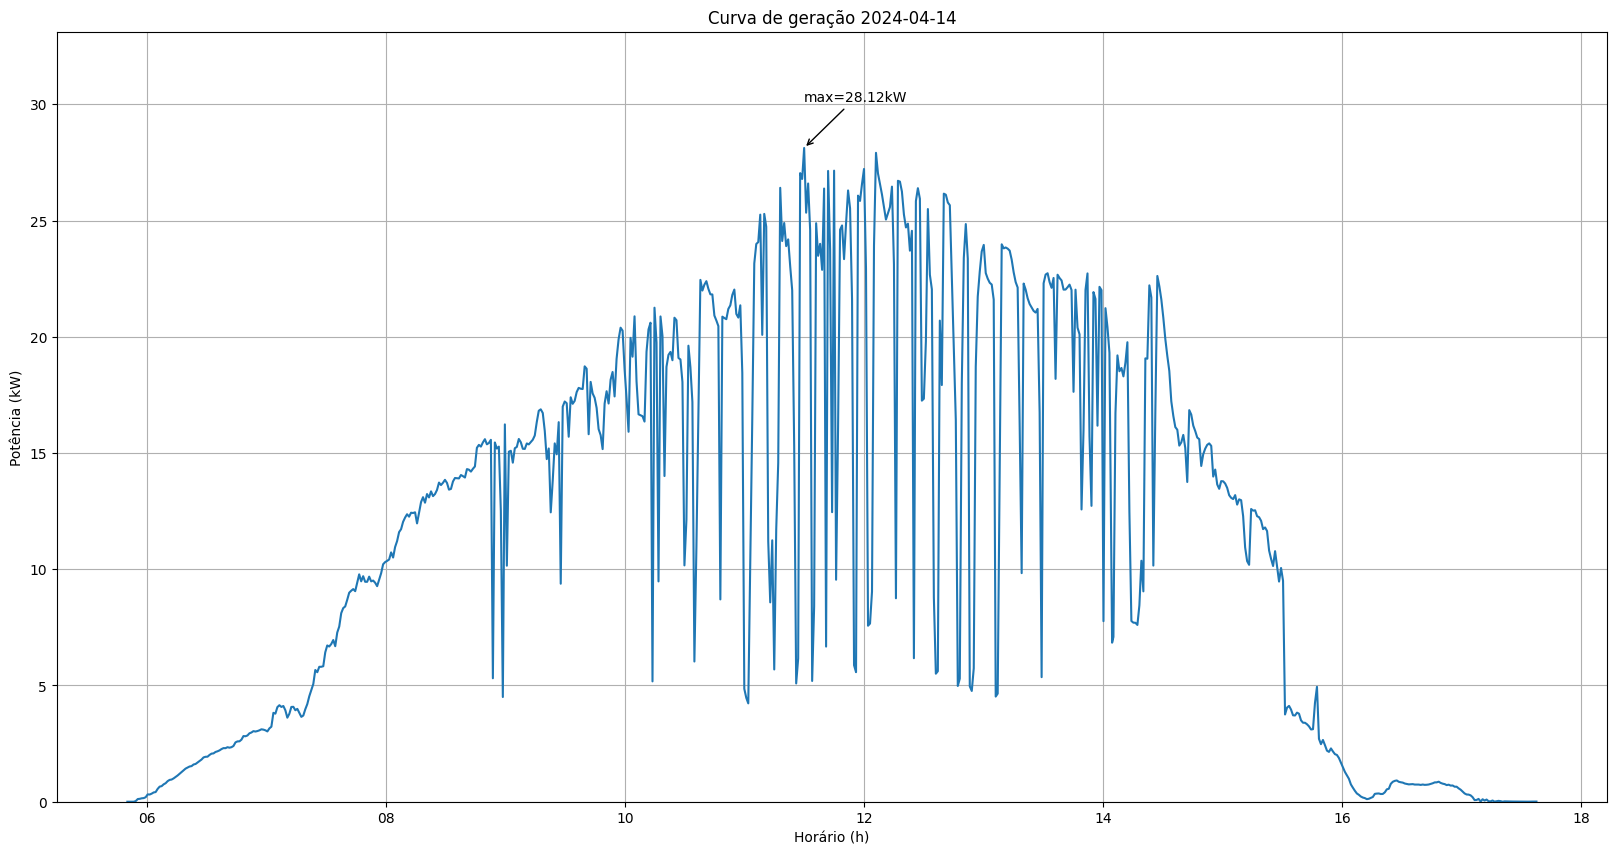 Curva de geração 2024-04-14
max=28.12kW
Potência (kW)
30
25
20
15
10
5
0
06 08 10 12 14 16 18
Horário (h)